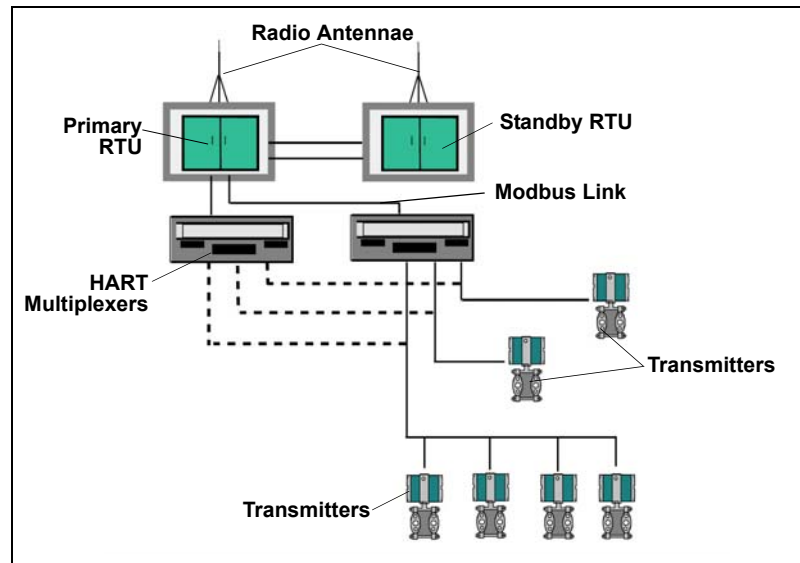 Radio Antennae
Primary
RTU
Standby RTU
Modbus Link
HART
Multiplexers
Transmitters
Transmitters